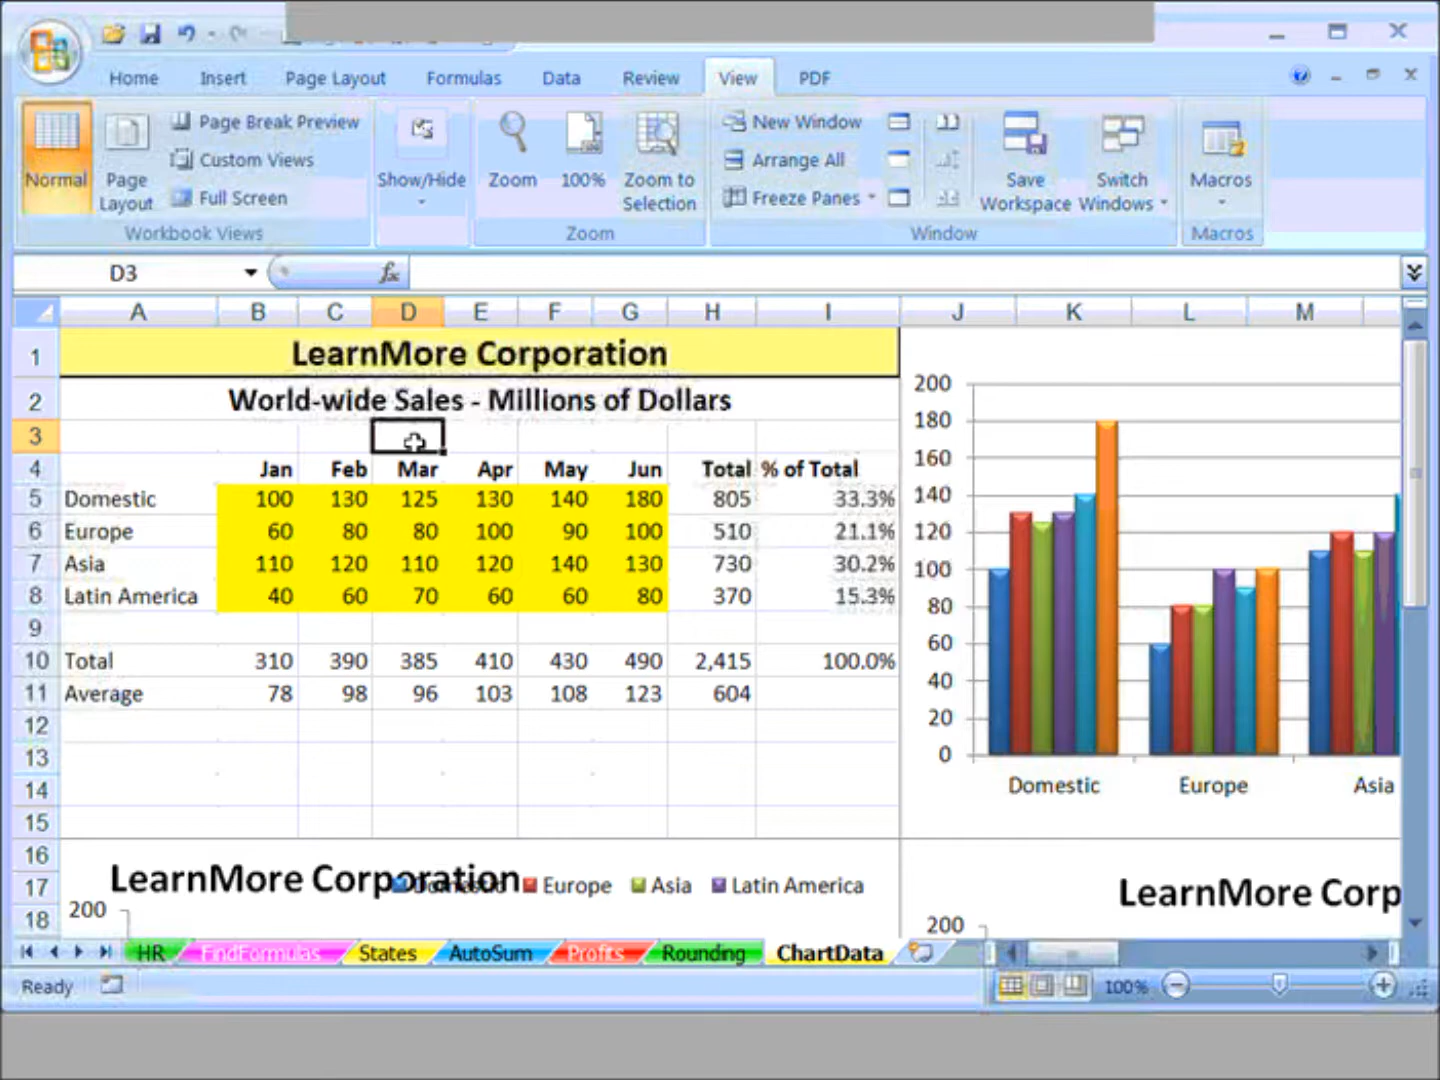 Home Insert Page Layout Formulas Data Review View PDF
Normal
Page Layout
Page Break Preview
Custom Views
Full Screen
Workbook Views
Show/Hide
Zoom
100%
Zoom to Selection
Zoom
New Window
Arrange All
Freeze Panes
Save Workspace
Switch Windows
Window
Macros
Macros
D3 fx
A B C D E F G H I J K L M
1 LearnMore Corporation
2 World-wide Sales - Millions of Dollars
3
4 Jan Feb Mar Apr May Jun Total % of Total
5 Domestic 100 130 125 130 140 180 805 33.3%
6 Europe 60 80 80 100 90 100 510 21.1%
7 Asia 110 120 110 120 140 130 730 30.2%
8 Latin America 40 60 70 60 60 80 370 15.3%
9
10 Total 310 390 385 410 430 490 2,415 100.0%
11 Average 78 98 96 103 108 123 604
12
13
14
15
16
17
18
200
180
160
140
120
100
80
60
40
20
0
Domestic Europe Asia
LearnMore Corporation
Domestic Europe Asia Latin America
200
LearnMore Corp
200
HR FindFormulas States AutoSum Profits Rounding ChartData
Ready 100%